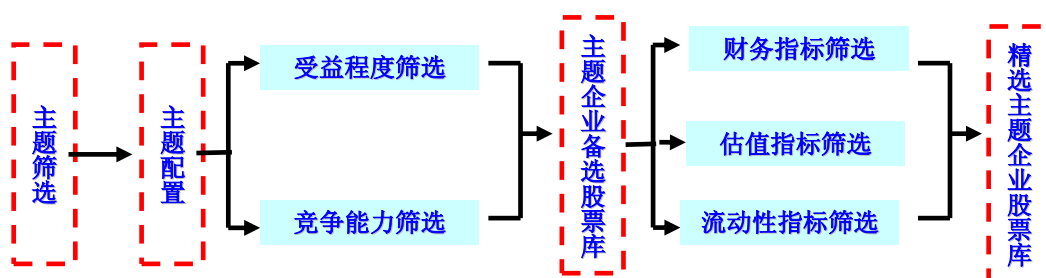 主题筛选
主题配置
受益程度筛选
竞争能力筛选
主题企业备选股票库
财务指标筛选
估值指标筛选
流动性指标筛选
精选主题企业股票库